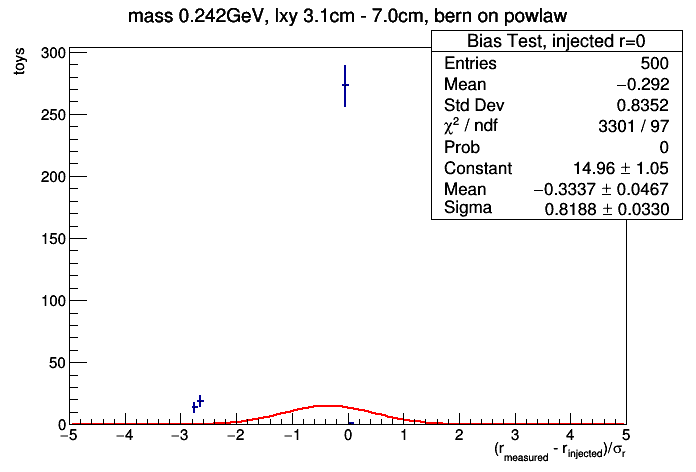 mass 0.242GeV, lxy 3.1cm - 7.0cm, bern on powlaw
Bias Test, injected r=0
Entries 500
Mean −0.292
Std Dev 0.8352
χ² / ndf 3301 / 97
Prob 0
Constant 14.96 ± 1.05
Mean −0.3337 ± 0.0467
Sigma 0.8188 ± 0.0330
toys
300
250
200
150
100
50
0
−5 −4 −3 −2 −1 0 1 2 3 4 5
(r_measured - r_injected)/σ_r